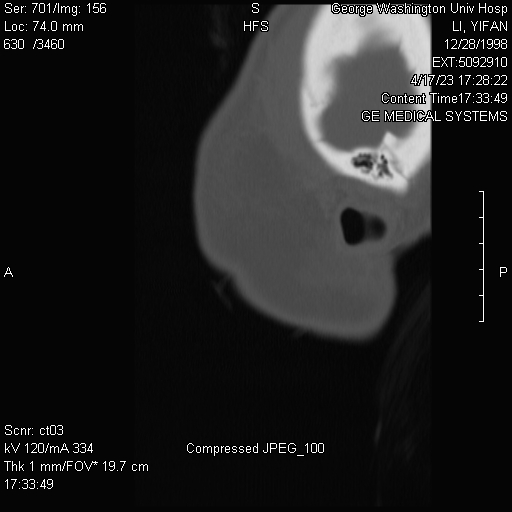 Ser: 701/Img: 156
Loc: 74.0 mm
630 /3460
S
HFS
George Washington Univ Hosp
LI, YIFAN
12/28/1998
EXT:5092910
4/17/23 17:28:22
Content Time17:33:49
GE MEDICAL SYSTEMS
A
P
Scnr: ct03
kV 120/mA 334
Thk 1 mm/FOV* 19.7 cm
17:33:49
Compressed JPEG_100